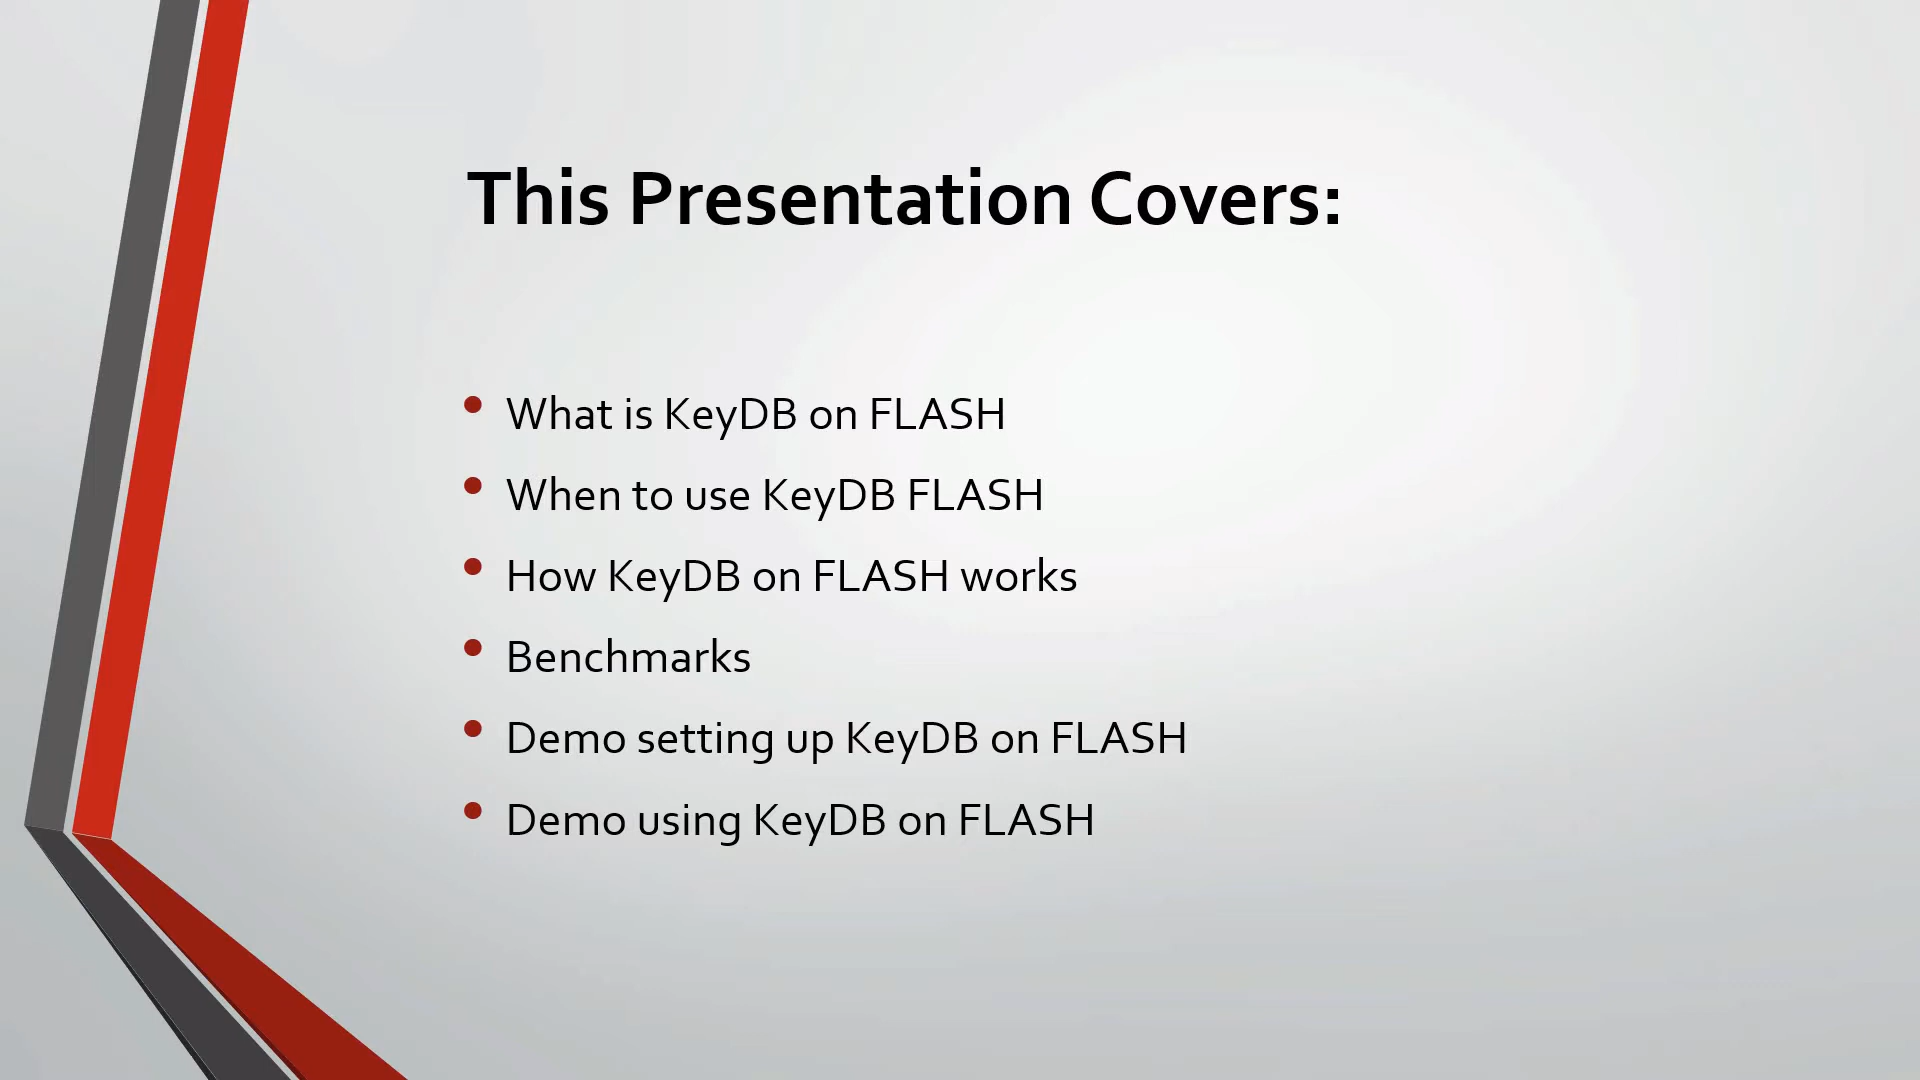 This Presentation Covers:
• What is KeyDB on FLASH
• When to use KeyDB FLASH
• How KeyDB on FLASH works
• Benchmarks
• Demo setting up KeyDB on FLASH
• Demo using KeyDB on FLASH